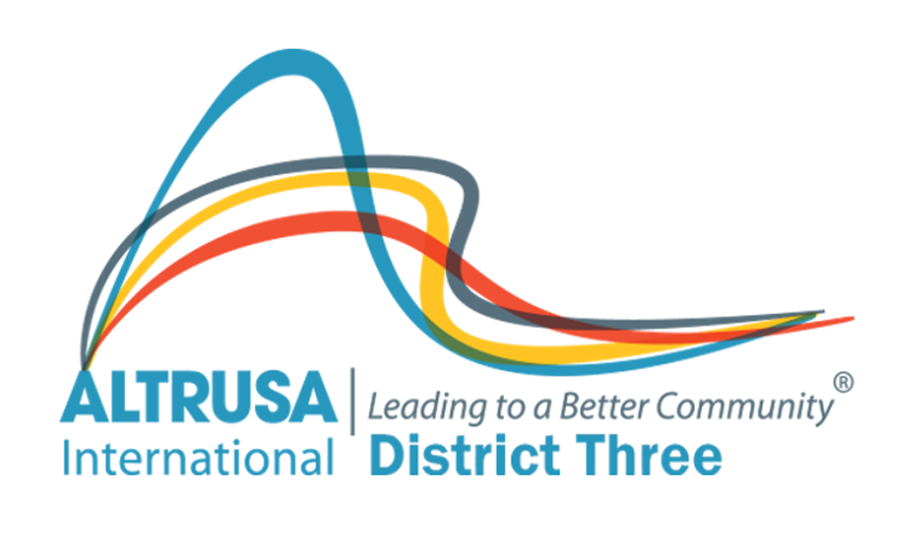 ALTRUSA
International
Leading to a Better Community®
District Three